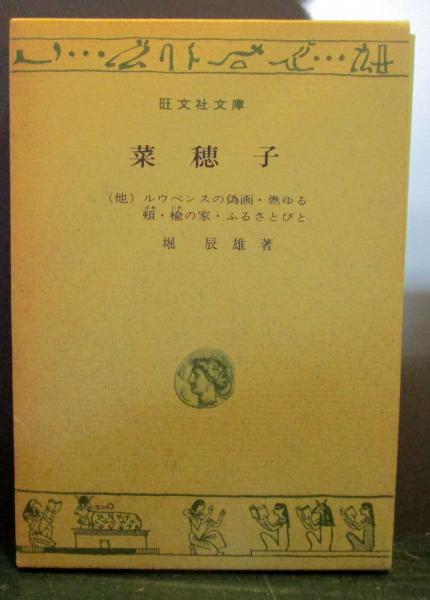 旺文社文庫
菜穂子
(他) ルウベンスの偽画・燃ゆる
頬・楡の家・ふるさとびと
堀 辰雄 著